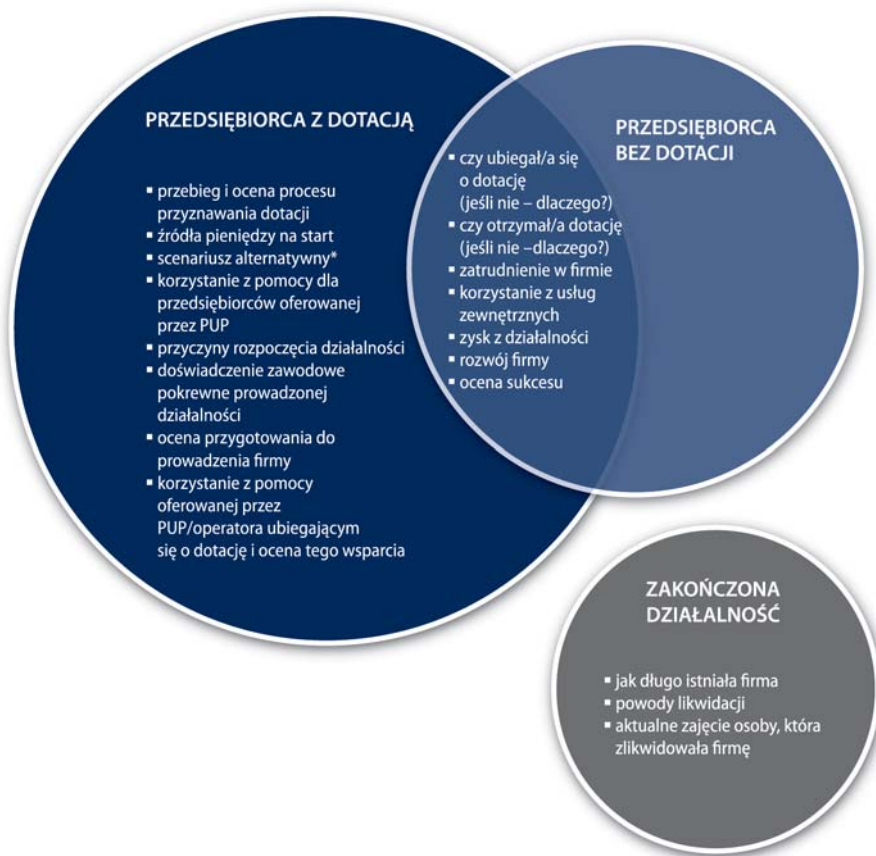 PRZEDSIĘBIORCA Z DOTACJĄ
▪ przebieg i ocena procesu
przyznawania dotacji
▪ źródła pieniędzy na start
▪ scenariusz alternatywny*
▪ korzystanie z pomocy dla
przedsiębiorców oferowanej
przez PUP
▪ przyczyny rozpoczęcia działalności
▪ doświadczenie zawodowe
pokrewne prowadzonej
działalności
▪ ocena przygotowania do
prowadzenia firmy
▪ korzystanie z pomocy
oferowanej przez
PUP/operatora ubiegającym
się o dotację i ocena tego wsparcia
▪ czy ubiegał/a się
o dotację
(jeśli nie – dlaczego?)
▪ czy otrzymał/a dotację
(jeśli nie –dlaczego?)
▪ zatrudnienie w firmie
▪ korzystanie z usług
zewnętrznych
▪ zysk z działalności
▪ rozwój firmy
▪ ocena sukcesu
PRZEDSIĘBIORCA
BEZ DOTACJI
ZAKOŃCZONA
DZIAŁALNOŚĆ
▪ jak długo istniała firma
▪ powody likwidacji
▪ aktualne zajęcie osoby, która
zlikwidowała firmę